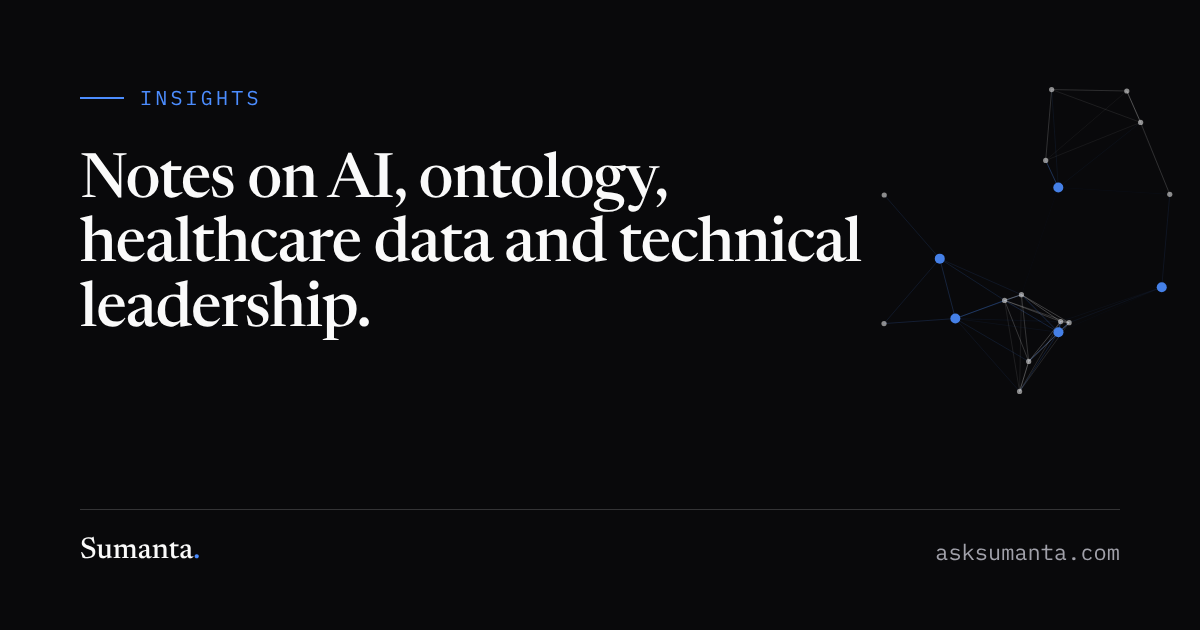 INSIGHTS
Notes on AI, ontology,
healthcare data and technical
leadership.
Sumanta.
asksumanta.com